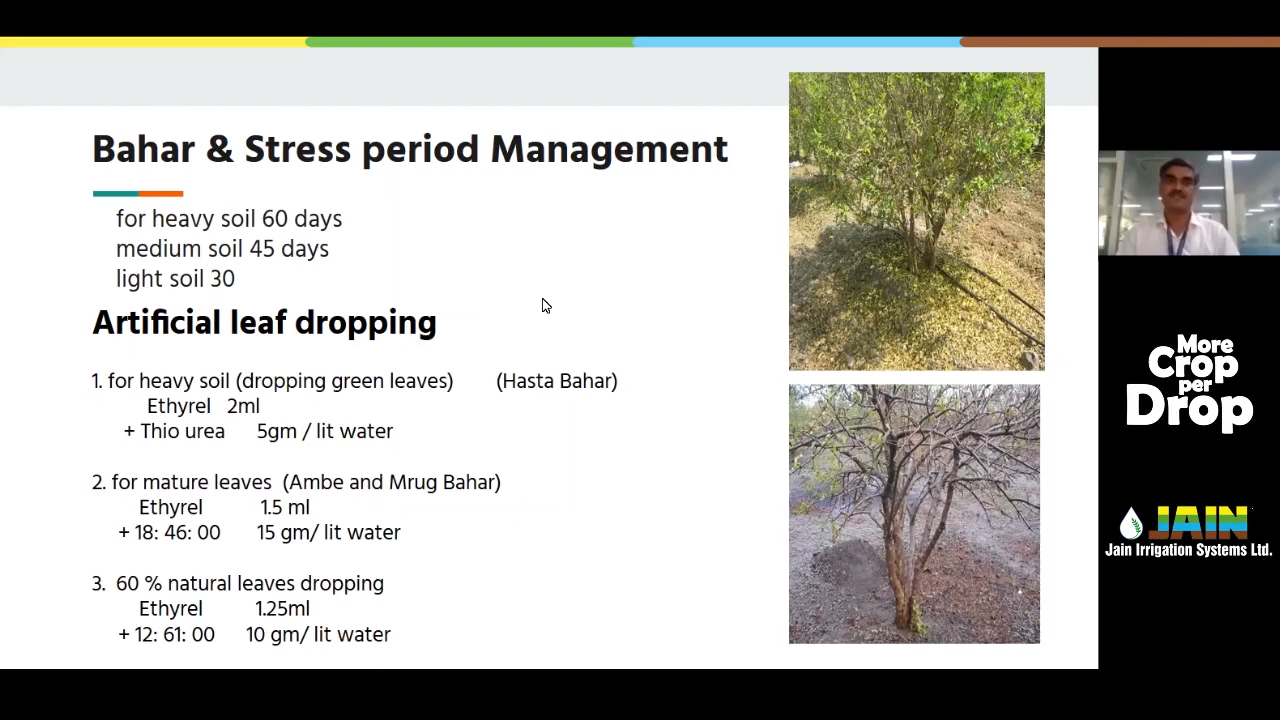 Bahar & Stress period Management
for heavy soil 60 days
medium soil 45 days
light soil 30
Artificial leaf dropping
1. for heavy soil (dropping green leaves) (Hasta Bahar)
Ethyrel 2ml
+ Thio urea 5gm / lit water
2. for mature leaves (Ambe and Mrug Bahar)
Ethyrel 1.5 ml
+ 18: 46: 00 15 gm/ lit water
3. 60 % natural leaves dropping
Ethyrel 1.25ml
+ 12: 61: 00 10 gm/ lit water
More
Crop
per
Drop
JAIN
Jain Irrigation Systems Ltd.